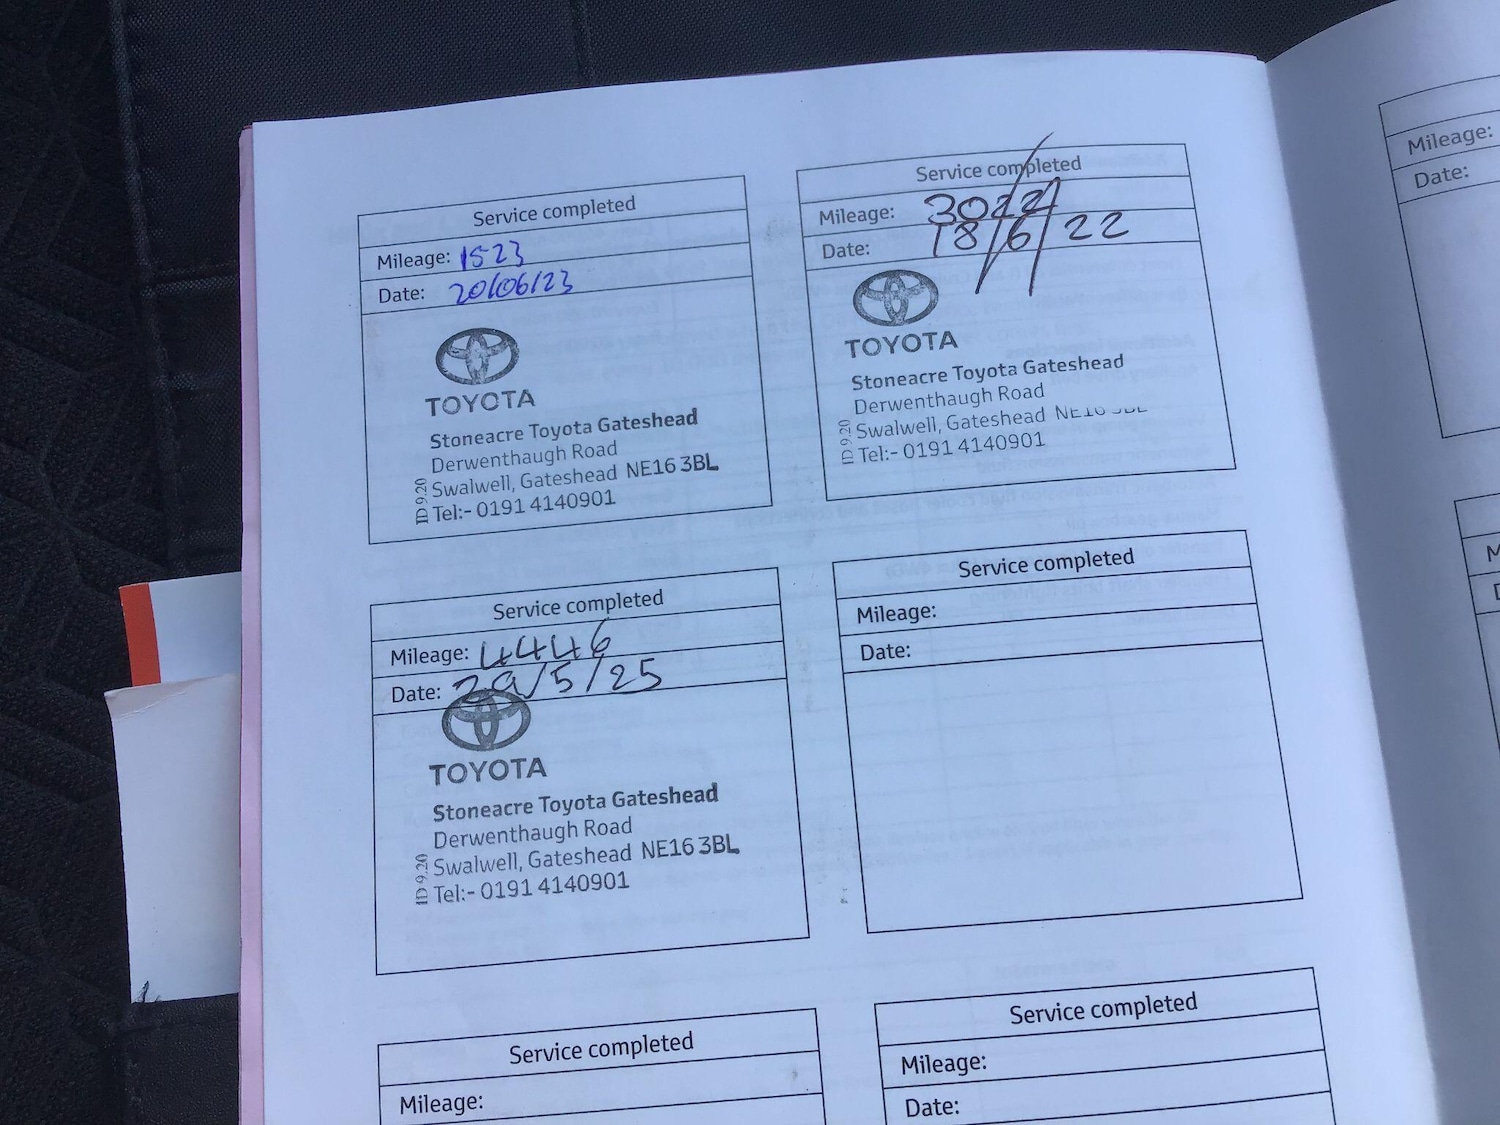 Service completed
Mileage: 1523
Date: 20/06/23
TOYOTA
Stoneacre Toyota Gateshead
Derwenthaugh Road
Swalwell, Gateshead NE16 3BL
Tel:- 0191 4140901
ID 9.20
Service completed
Mileage: 3022
Date: 18/6/22
TOYOTA
Stoneacre Toyota Gateshead
Derwenthaugh Road
Swalwell, Gateshead NE16 3BL
Tel:- 0191 4140901
ID 9.20
Service completed
Mileage: 4446
Date: 29/5/25
TOYOTA
Stoneacre Toyota Gateshead
Derwenthaugh Road
Swalwell, Gateshead NE16 3BL
Tel:- 0191 4140901
ID 9.20
Service completed
Mileage:
Date:
Service completed
Mileage:
Service completed
Mileage:
Date:
Mileage:
Date: